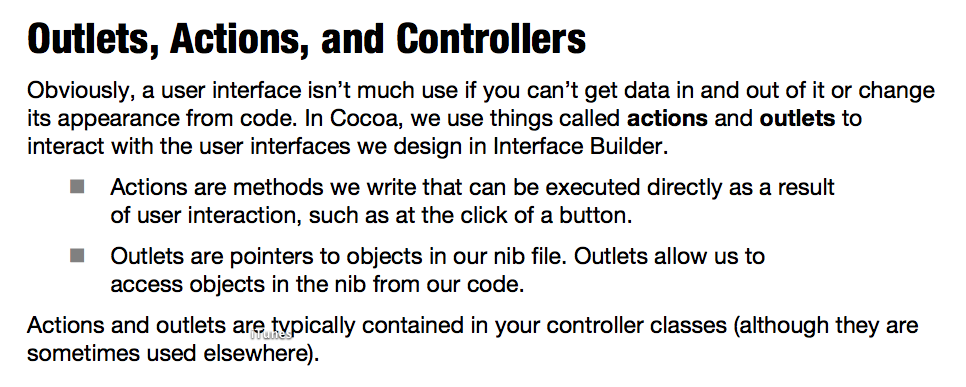 Outlets, Actions, and Controllers
Obviously, a user interface isn’t much use if you can’t get data in and out of it or change
its appearance from code. In Cocoa, we use things called actions and outlets to
interact with the user interfaces we design in Interface Builder.
■ Actions are methods we write that can be executed directly as a result
of user interaction, such as at the click of a button.
■ Outlets are pointers to objects in our nib file. Outlets allow us to
access objects in the nib from our code.
Actions and outlets are typically contained in your controller classes (although they are
iTunes
sometimes used elsewhere).